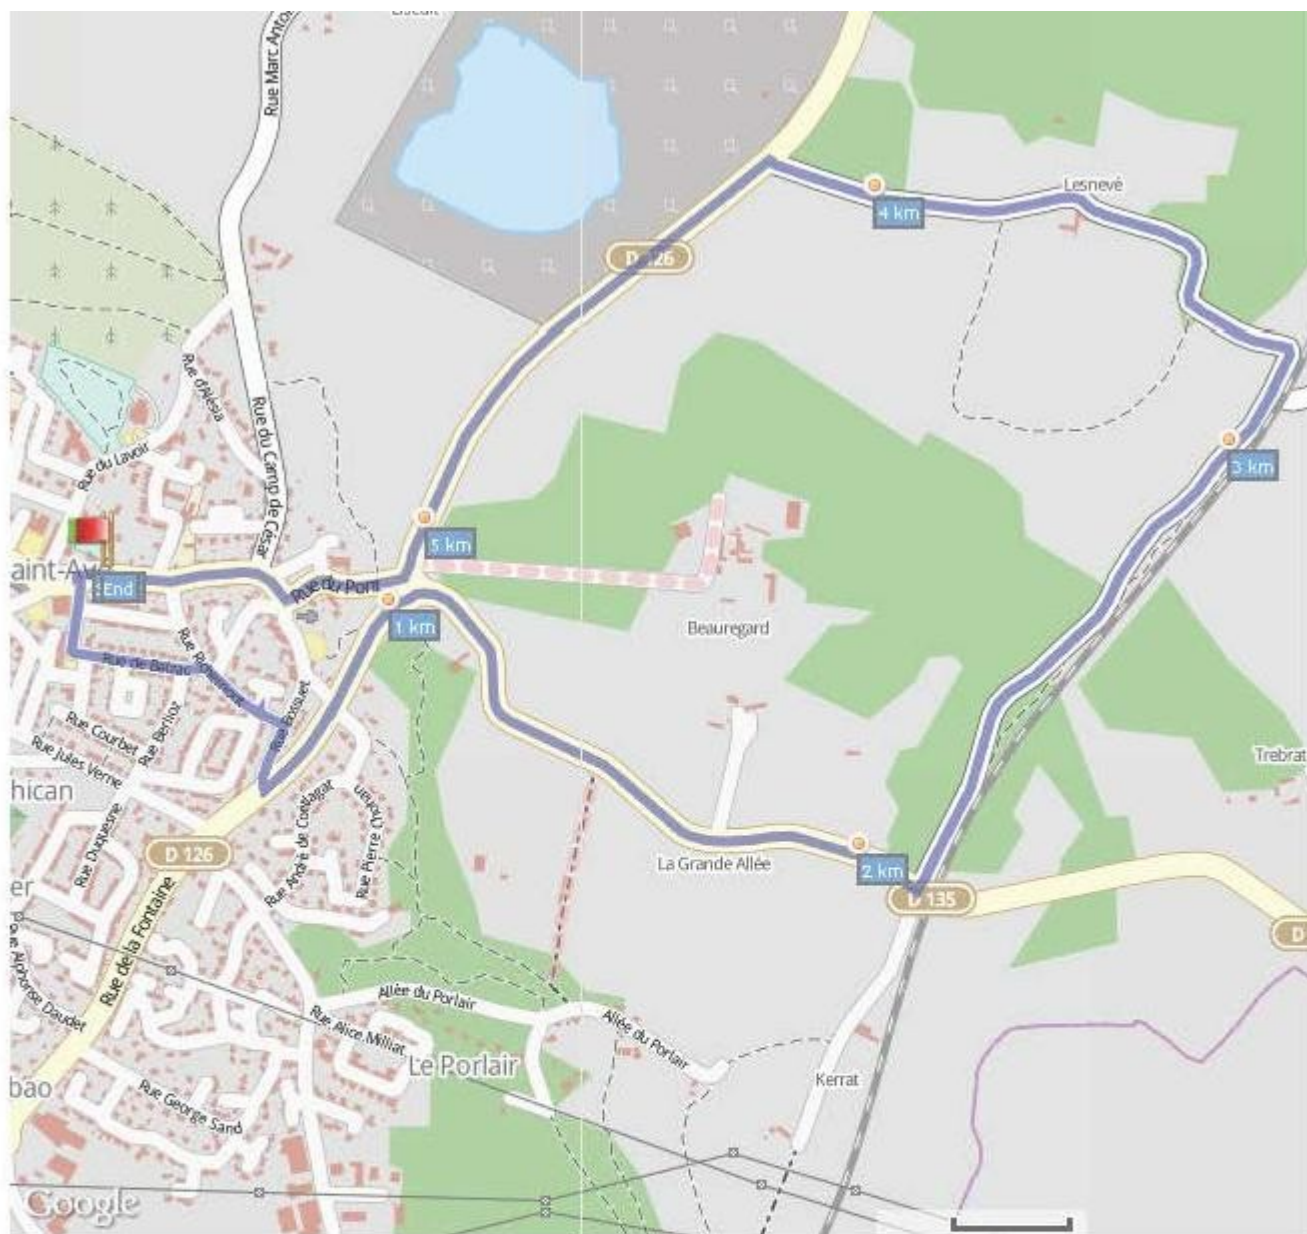 Rue Marc Anto
Lesnevé
4 km
D 126
Rue d'Alésia
Rue du Camp de César
Rue du Lavoir
3 km
5 km
aint-Av
End
Rue du Pont
1 km
Beauregard
Rue de Balzac
Rue Richemont
Rue Bossuet
Rue Berlioz
Rue Courbet
Rue Jules Verne
Trebrat
hican
Rue Duquesne
Rue André de Coëtlagat
Rue Pierre L'Hoñan
D 126
La Grande Allée
2 km
D 135
er
D
Rue de la Fontaine
Rue Alphonse Daudet
Allée du Porlair
Rue Alice Milliat
Allée du Porlair
Le Porlair
Kerrat
bao
Rue George Sand
Google